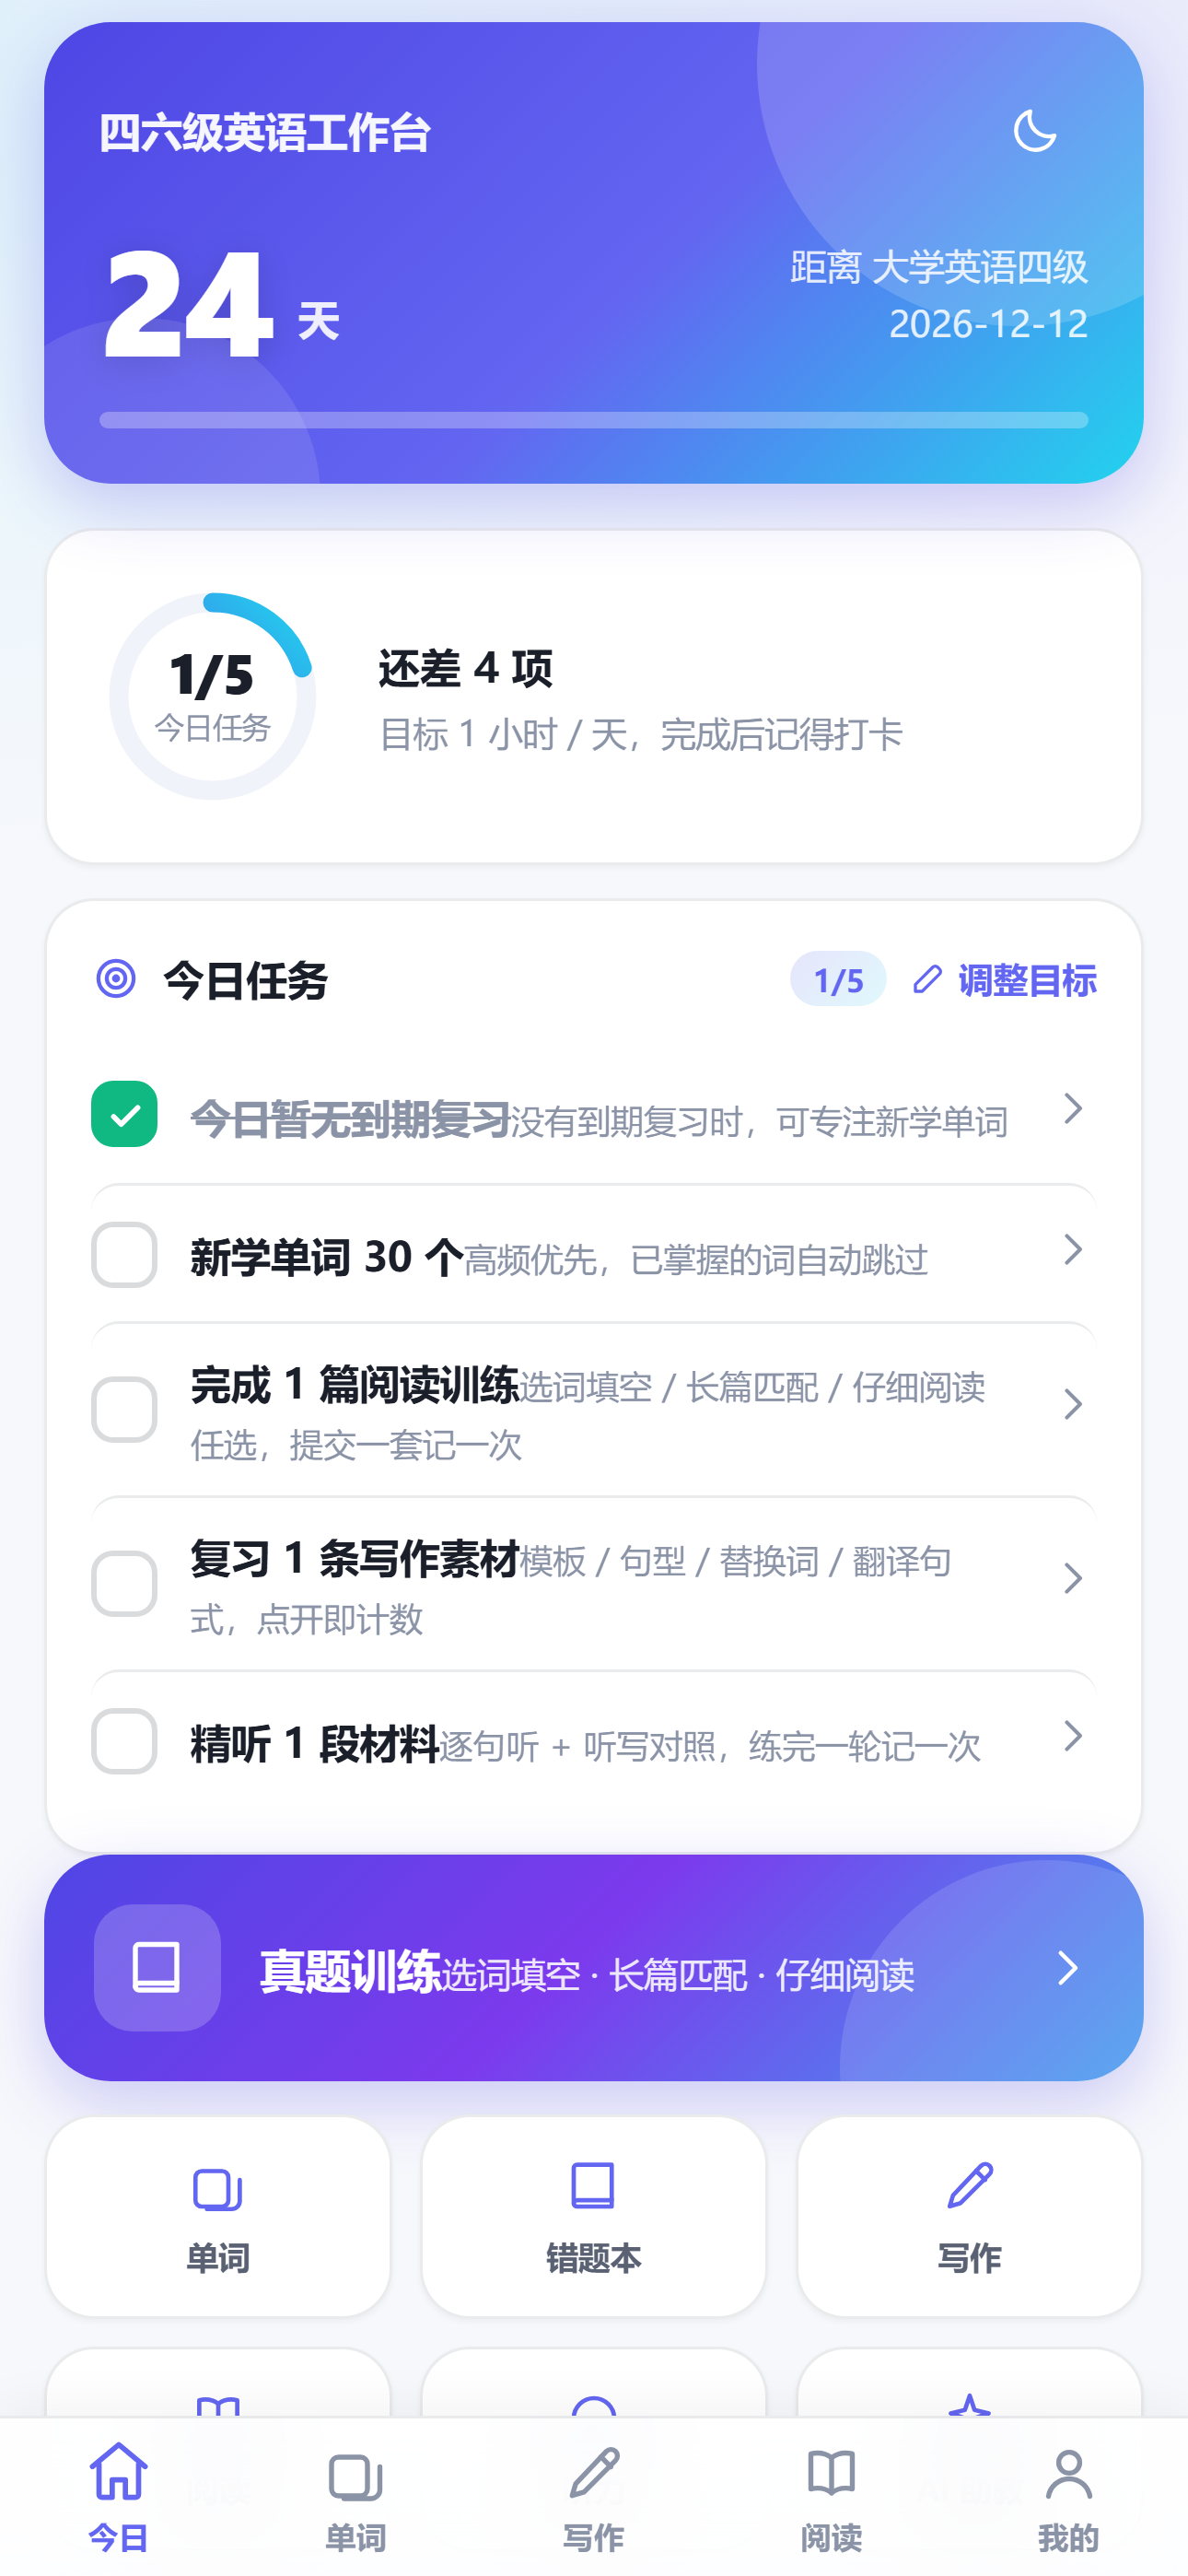 四六级英语工作台
24 天
距离 大学英语四级
2026-12-12
1/5
今日任务
还差 4 项
目标 1 小时 / 天，完成后记得打卡
今日任务
1/5
调整目标
今日暂无到期复习没有到期复习时，可专注新学单词
新学单词 30 个高频优先，已掌握的词自动跳过
完成 1 篇阅读训练选词填空 / 长篇匹配 / 仔细阅读
任选，提交一套记一次
复习 1 条写作素材模板 / 句型 / 替换词 / 翻译句
式，点开即计数
精听 1 段材料逐句听 + 听写对照，练完一轮记一次
真题训练选词填空 · 长篇匹配 · 仔细阅读
单词
错题本
写作
今日
单词
写作
阅读
我的